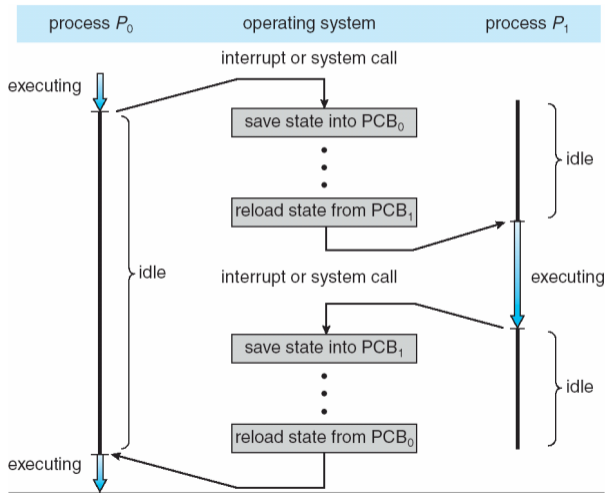 process P₀ operating system process P₁
interrupt or system call
executing
save state into PCB₀
idle
reload state from PCB₁
idle
interrupt or system call
executing
save state into PCB₁
idle
reload state from PCB₀
executing